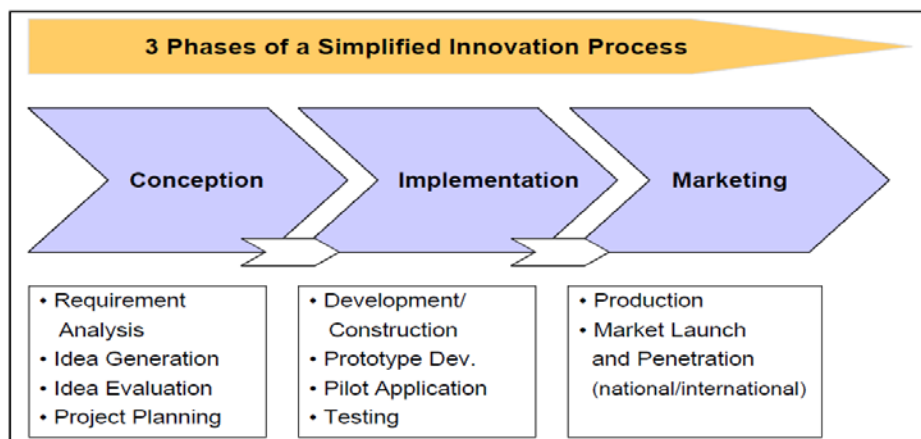 3 Phases of a Simplified Innovation Process
Conception
Implementation
Marketing
• Requirement
Analysis
• Idea Generation
• Idea Evaluation
• Project Planning
• Development/
Construction
• Prototype Dev.
• Pilot Application
• Testing
• Production
• Market Launch
and Penetration
(national/international)